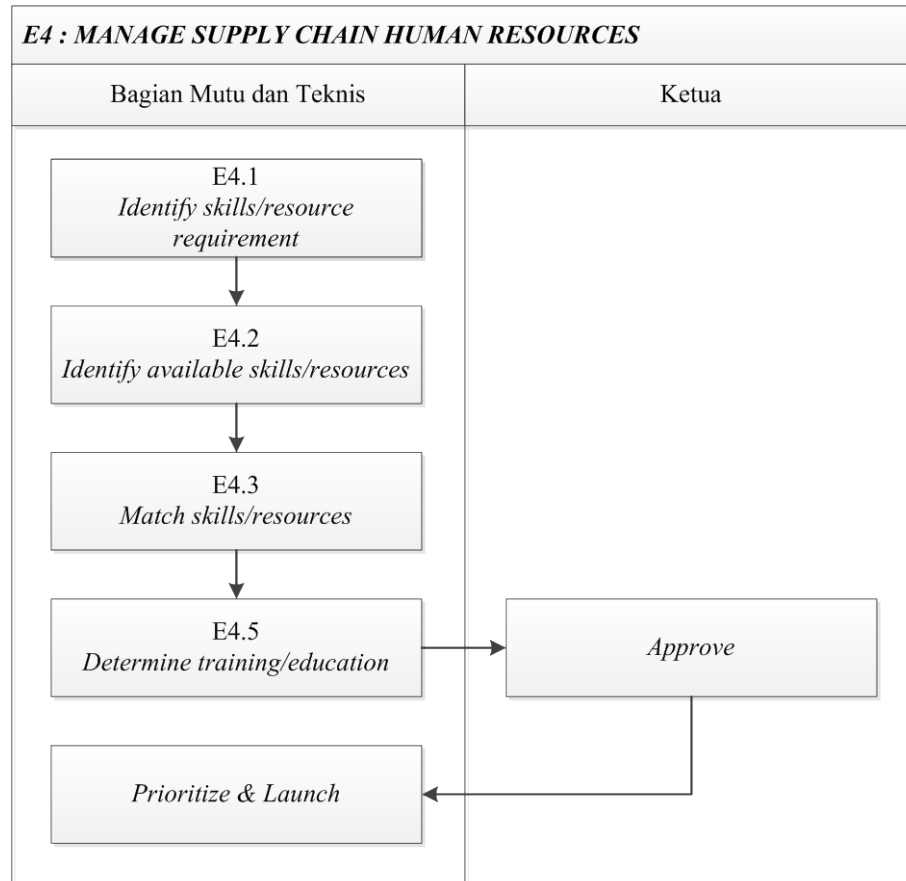 E4 : MANAGE SUPPLY CHAIN HUMAN RESOURCES
Bagian Mutu dan Teknis
Ketua
E4.1
Identify skills/resource
requirement
E4.2
Identify available skills/resources
E4.3
Match skills/resources
E4.5
Determine training/education
Approve
Prioritize & Launch